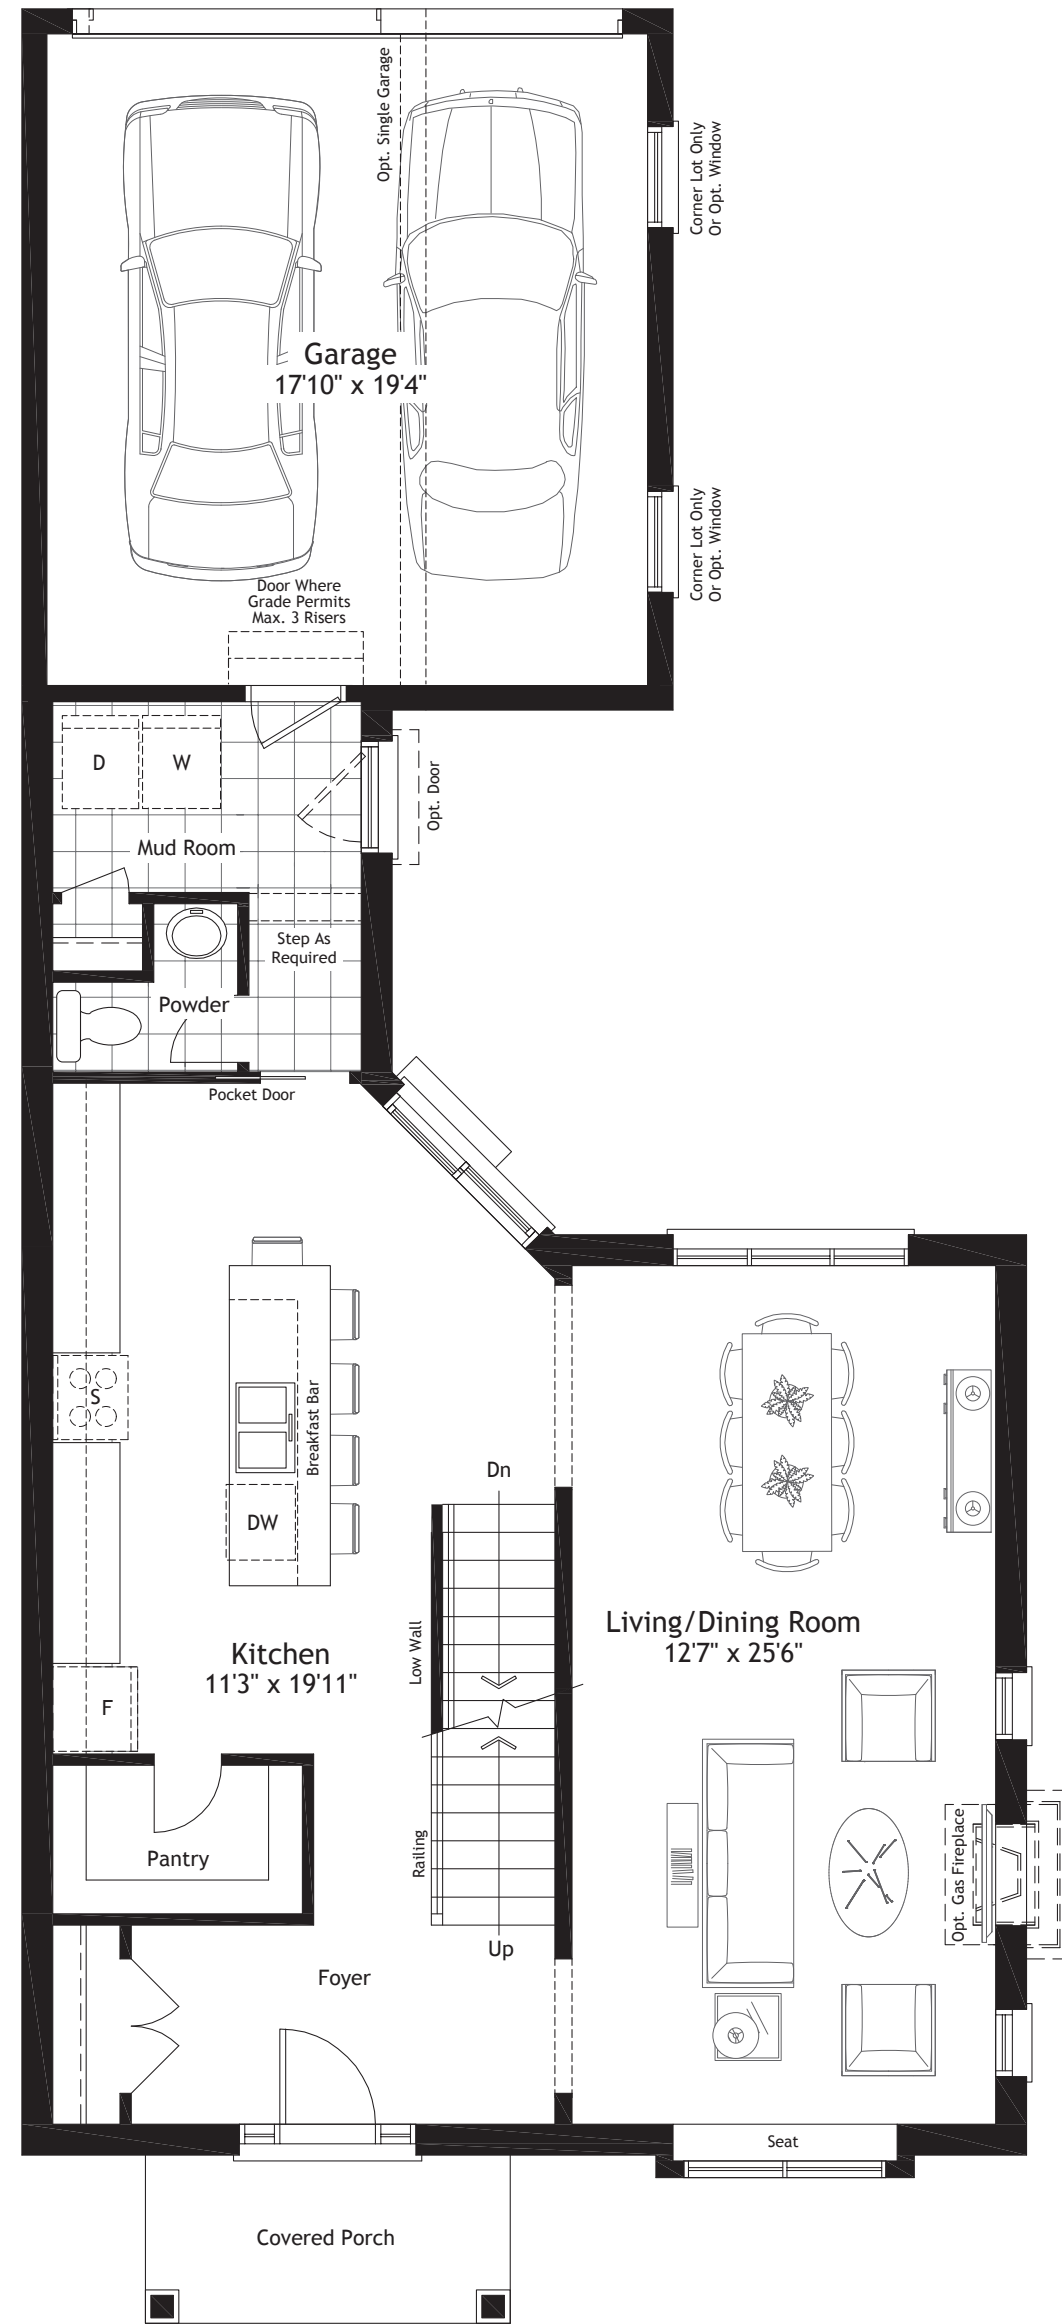 Opt. Single Garage
Corner Lot Only
Or Opt. Window
Garage
17'10" x 19'4"
Corner Lot Only
Or Opt. Window
Door Where
Grade Permits
Max. 3 Risers
D
W
Opt. Door
Mud Room
Step As
Required
Powder
Pocket Door
S
Breakfast Bar
DW
Dn
Low Wall
Living/Dining Room
12'7" x 25'6"
Kitchen
11'3" x 19'11"
F
Pantry
Railing
Opt. Gas Fireplace
Up
Foyer
Seat
Covered Porch